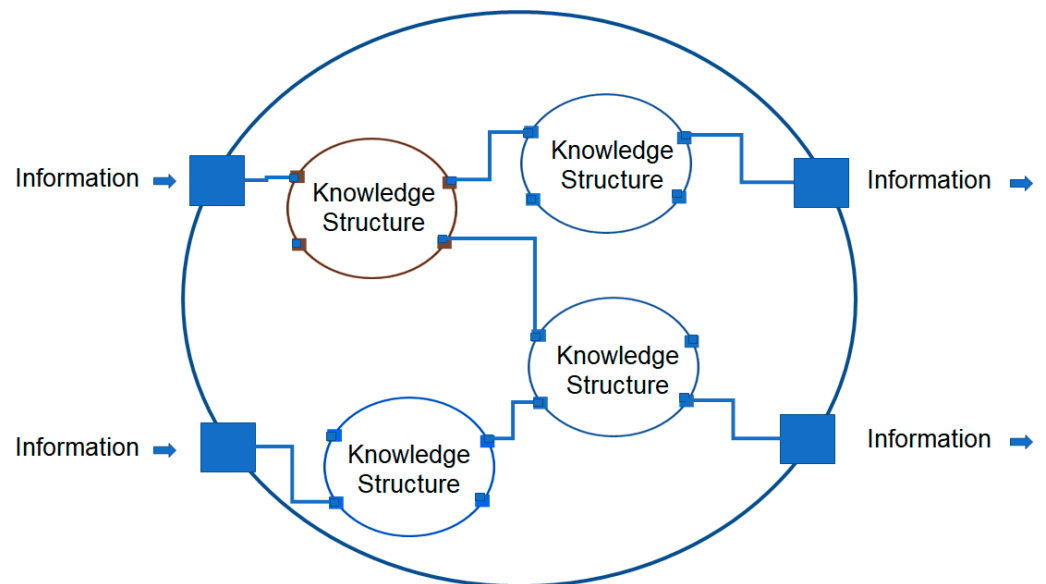 Information
Knowledge
Structure
Knowledge
Structure
Information
Knowledge
Structure
Information
Knowledge
Structure
Information